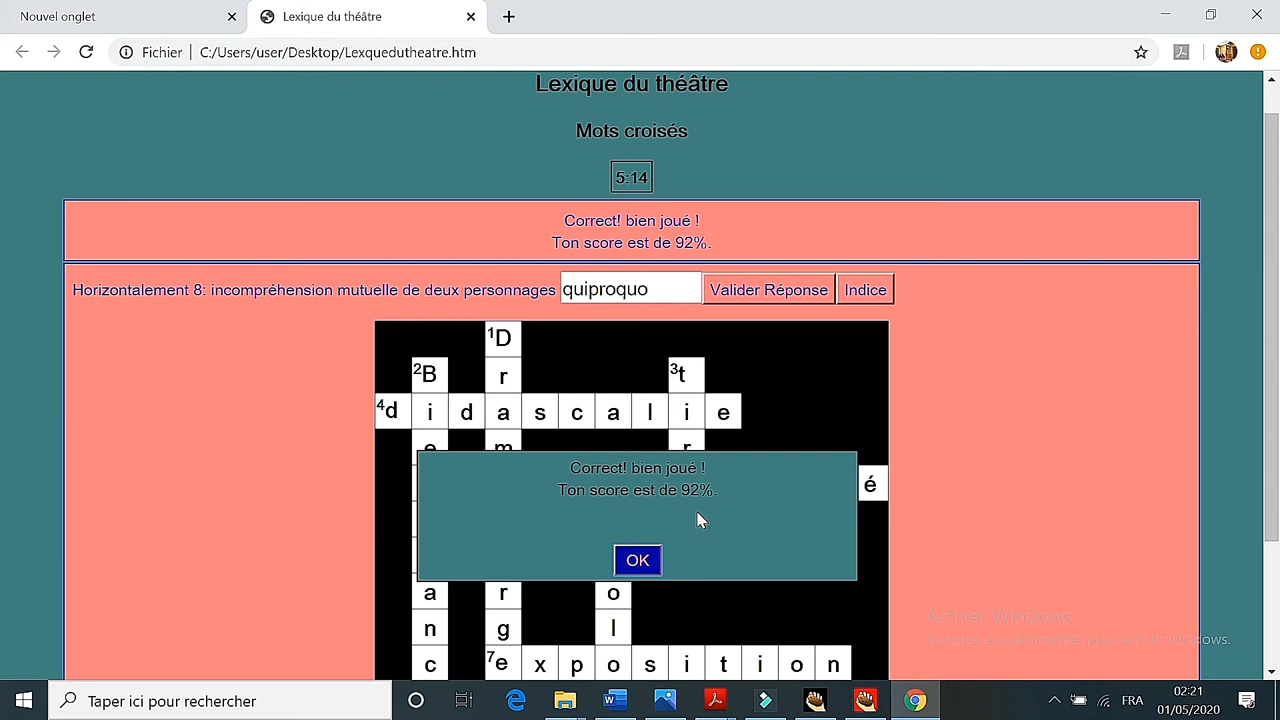 Nouvel onglet
Lexique du théâtre
Fichier C:/Users/user/Desktop/Lexquedutheatre.htm
Lexique du théâtre
Mots croisés
5:14
Correct! bien joué !
Ton score est de 92%.
Horizontalement 8: incompréhension mutuelle de deux personnages quiproquo Valider Réponse Indice
1D
2B r 3t
4d i d a s c a l i e
e m r
é
Correct! bien joué !
Ton score est de 92%.
OK
a r o
n g l
c 7e x p o s i t i o n
Activer Windows
Taper ici pour rechercher
FRA
02:21
01/05/2020